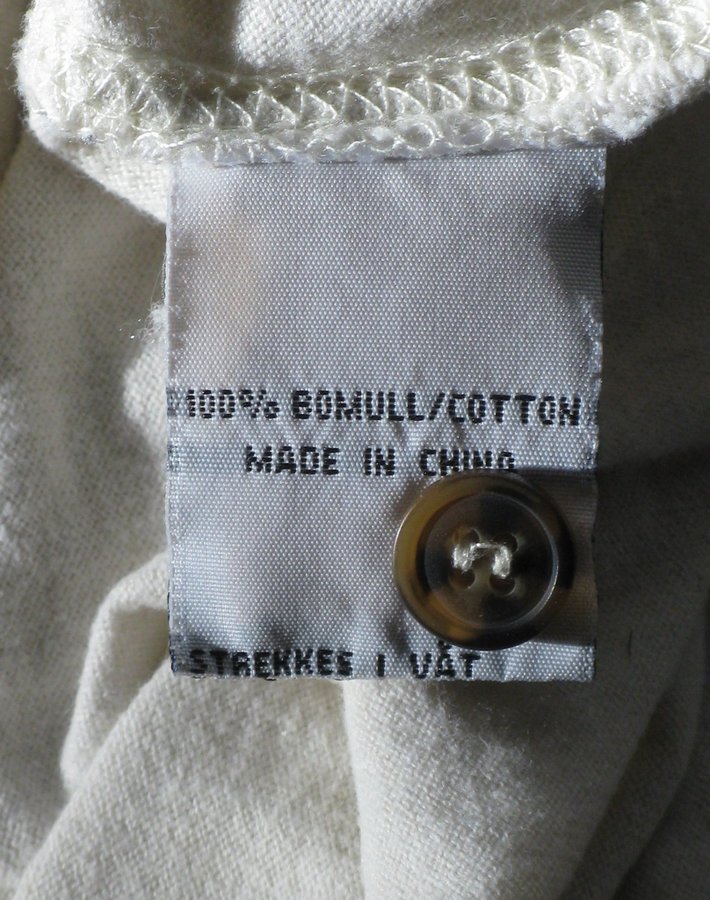 100% BOMULL/COTTON
MADE IN CHINA
STREKKES I VÅT